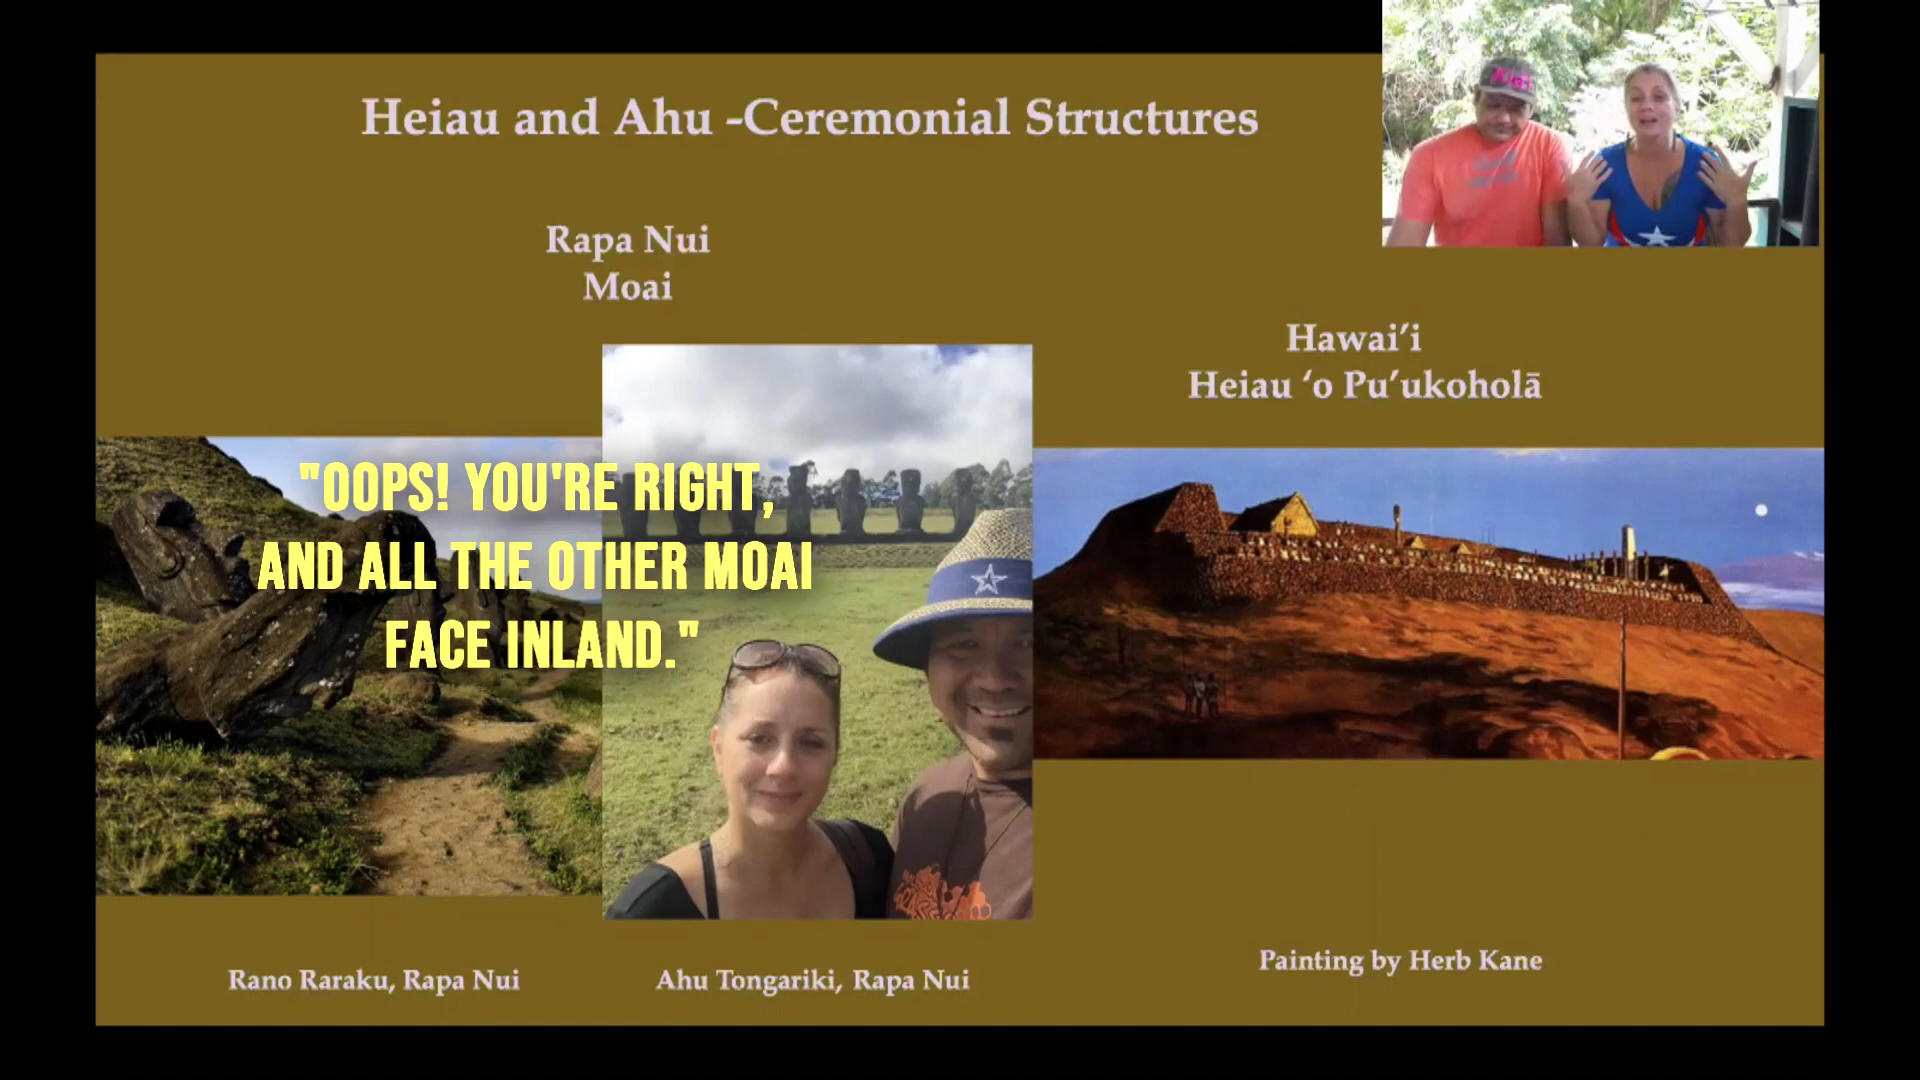 Heiau and Ahu -Ceremonial Structures
Rapa Nui
Moai
Hawai’i
Heiau ‘o Pu’ukoholā
"OOPS! YOU'RE RIGHT,
AND ALL THE OTHER MOAI
FACE INLAND."
Rano Raraku, Rapa Nui
Ahu Tongariki, Rapa Nui
Painting by Herb Kane